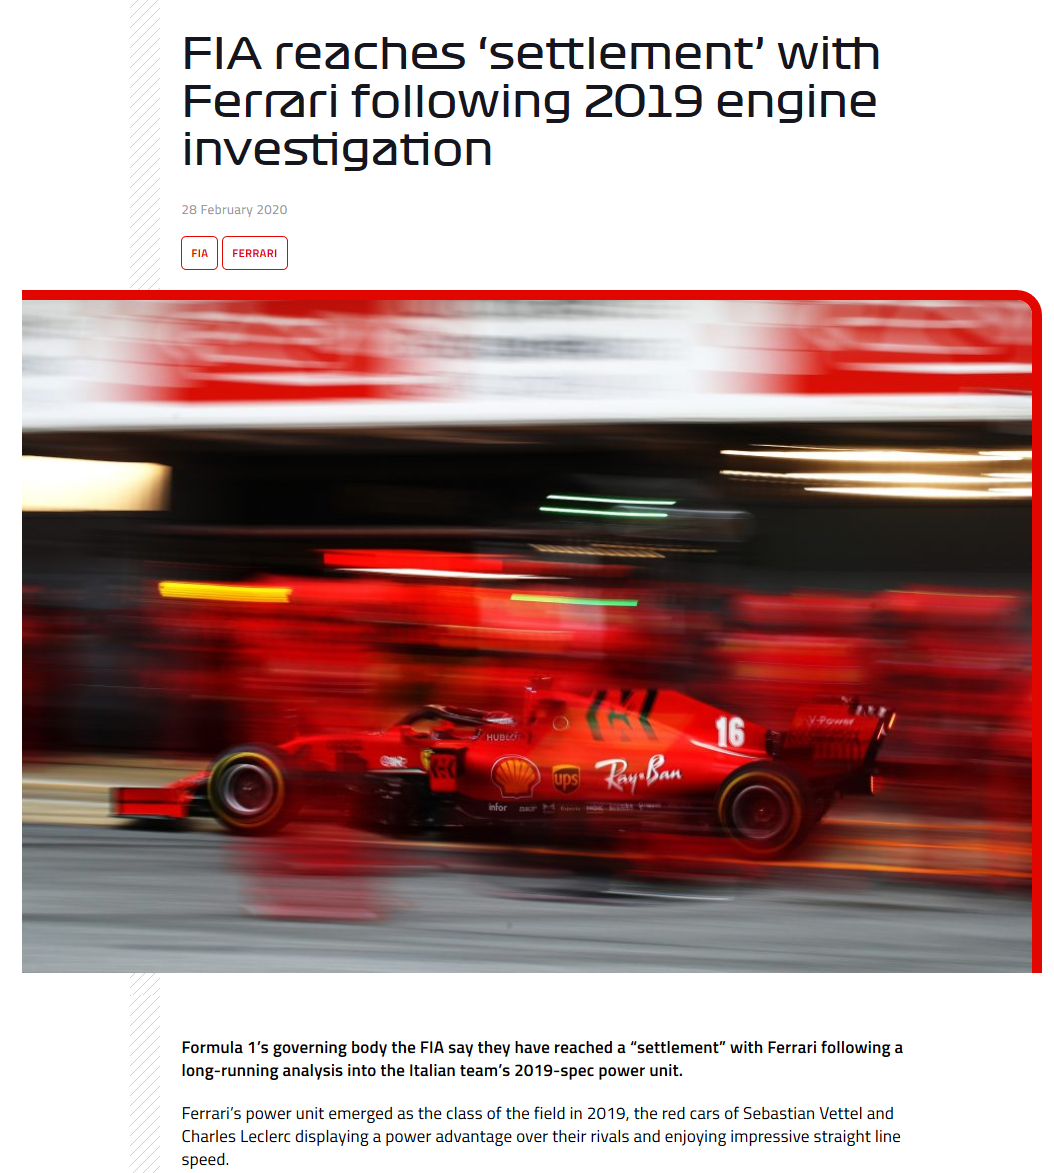 FIA reaches ‘settlement’ with
Ferrari following 2019 engine
investigation
28 February 2020
FIA FERRARI
V-Power
16
HUBLOT
ups
Ray-Ban
infor
Formula 1’s governing body the FIA say they have reached a “settlement” with Ferrari following a
long-running analysis into the Italian team’s 2019-spec power unit.
Ferrari’s power unit emerged as the class of the field in 2019, the red cars of Sebastian Vettel and
Charles Leclerc displaying a power advantage over their rivals and enjoying impressive straight line
speed.